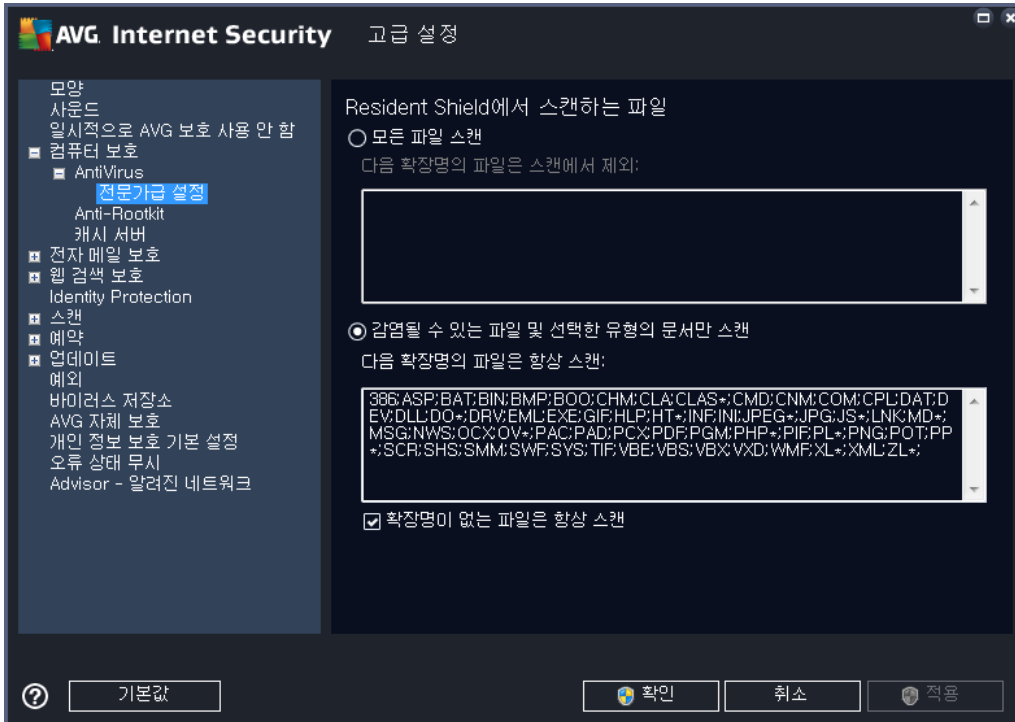 AVG. Internet Security 고급 설정
모양
사운드
일시적으로 AVG 보호 사용 안 함
컴퓨터 보호
AntiVirus
전문가급 설정
Anti-Rootkit
캐시 서버
전자 메일 보호
웹 검색 보호
Identity Protection
스캔
예약
업데이트
예외
바이러스 저장소
AVG 자체 보호
개인 정보 보호 기본 설정
오류 상태 무시
Advisor - 알려진 네트워크
Resident Shield에서 스캔하는 파일
모든 파일 스캔
다음 확장명의 파일은 스캔에서 제외:
감염될 수 있는 파일 및 선택한 유형의 문서만 스캔
다음 확장명의 파일은 항상 스캔:
386;ASP;BAT;BIN;BMP;BOO;CHM;CLA;CLAS*;CMD;CNM;COM;CPL;DAT;D
EV;DLL;DO*;DRV;EML;EXE;GIF;HLP;HT*;INF;INI;JPEG*;JPG;JS*;LNK;MD*;
MSG;NWS;OCX;OV*;PAC;PAD;PCX;PDF;PGM;PHP*;PIF;PL*;PNG;POT;PP
*;SCR;SHS;SMM;SWF;SYS;TIF;VBE;VBS;VBX;VXD;WMF;XL*;XML;ZL*;
확장명이 없는 파일은 항상 스캔
기본값
확인
취소
적용